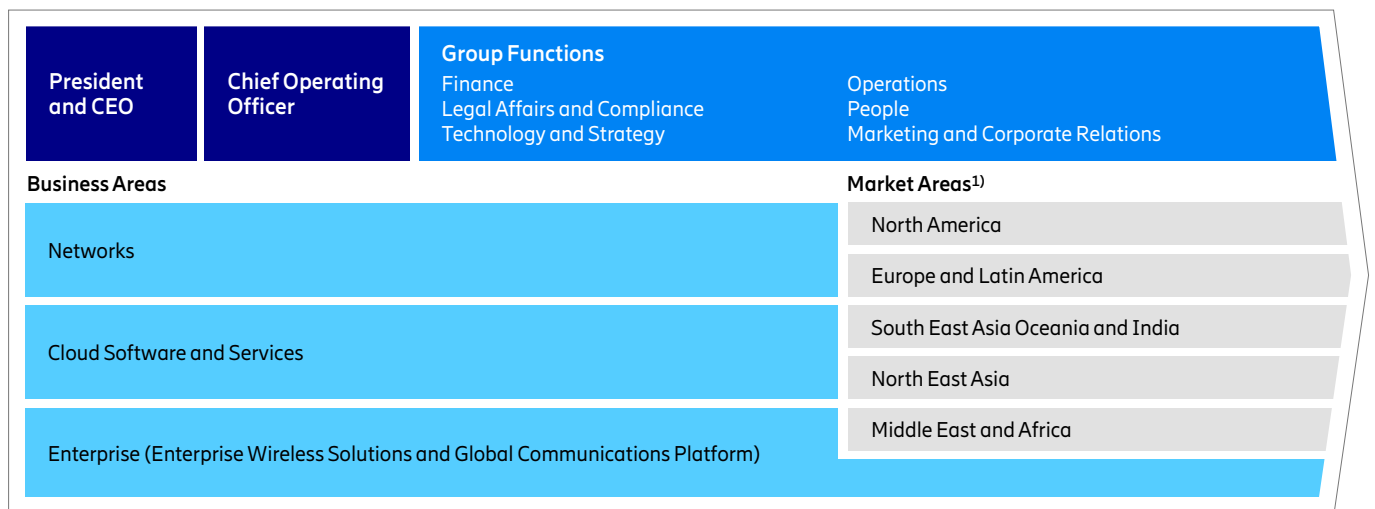 President
and CEO
Chief Operating
Officer
Group Functions
Finance
Legal Affairs and Compliance
Technology and Strategy
Operations
People
Marketing and Corporate Relations
Business Areas
Networks
Cloud Software and Services
Enterprise (Enterprise Wireless Solutions and Global Communications Platform)
Market Areas1)
North America
Europe and Latin America
South East Asia Oceania and India
North East Asia
Middle East and Africa